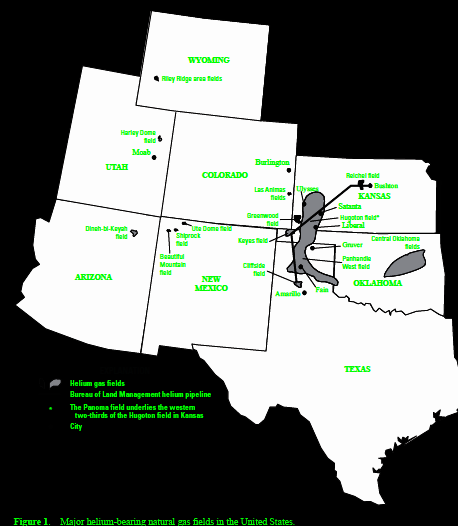 WYOMING
Riley Ridge area fields
Harley Dome
field
Moab
UTAH
COLORADO
Burlington
Las Animas
fields
Ulysses
Reichel field
Bushton
KANSAS
Satanta
Greenwood
field
Hugoton field*
Liberal
Dineh-bi-Keyah
field
Ute Dome field
Shiprock
field
Keyes field
Guver
Central Oklahoma
fields
Beautiful
Mountain
field
Cliffside
field
Panhandle
West field
ARIZONA
NEW
MEXICO
OKLAHOMA
Amarillo
Fain
TEXAS
Helium gas fields
Bureau of Land Management helium pipeline
* The Panoma field underlies the western
two-thirds of the Hugoton field in Kansas
City
Figure 1. Major helium-bearing natural gas fields in the United States.